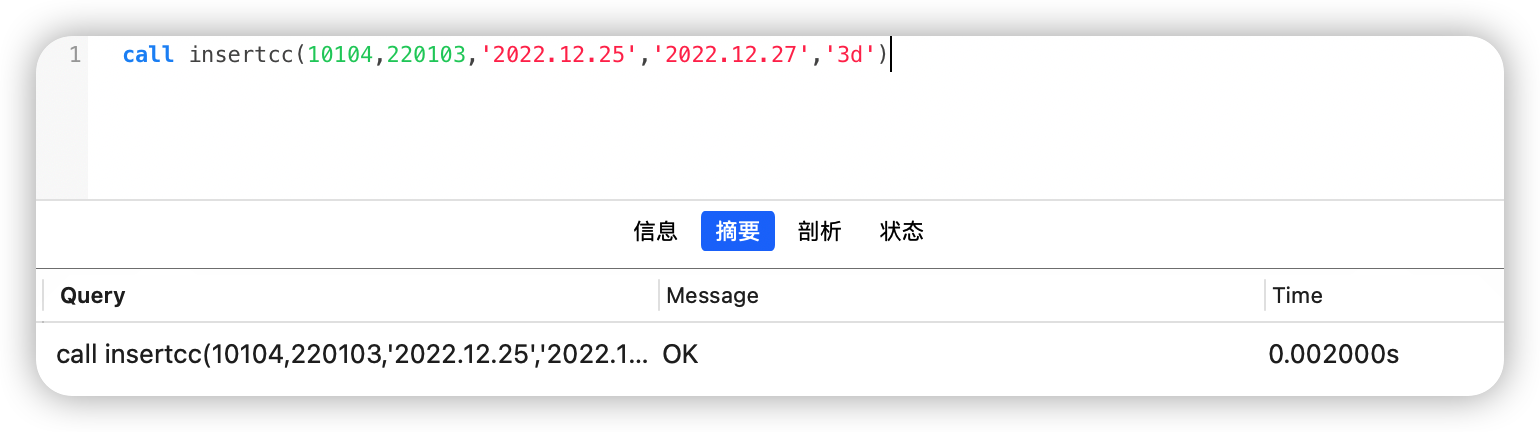 1 call insertcc(10104,220103,'2022.12.25','2022.12.27','3d')
信息 摘要 剖析 状态
Query Message Time
call insertcc(10104,220103,'2022.12.25','2022.1... OK 0.002000s